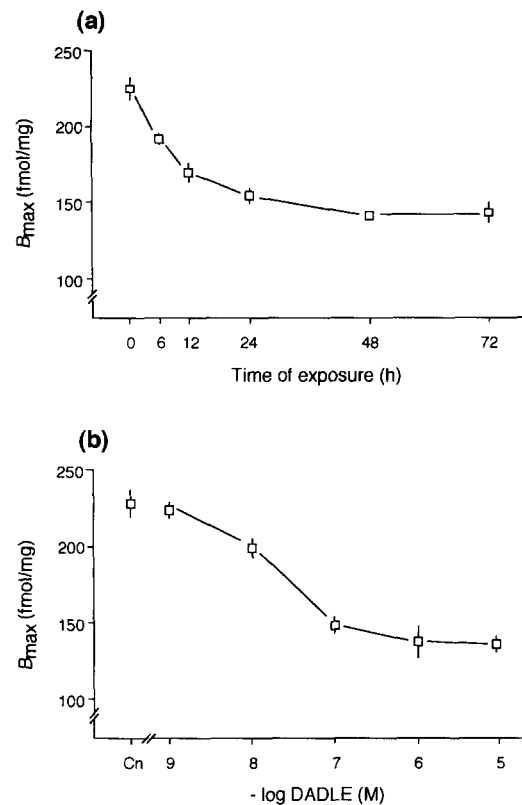 (a)
250
200
150
100
Bmax (fmol/mg)
0 6 12 24 48 72
Time of exposure (h)
(b)
250
200
150
100
Bmax (fmol/mg)
Cn 9 8 7 6 5
- log DADLE (M)